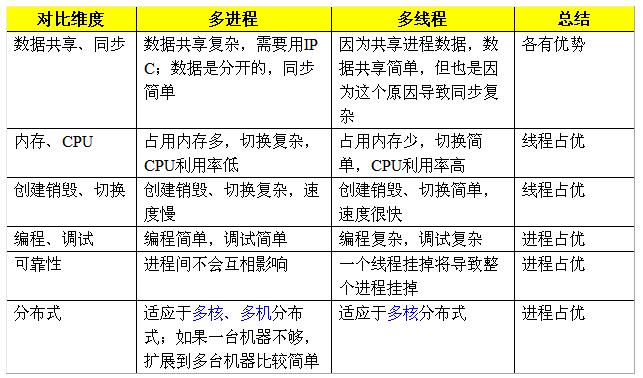 对比维度 多进程 多线程 总结
数据共享、同步 数据共享复杂，需要用IP 因为共享进程数据，数 各有优势
C；数据是分开的，同步 据共享简单，但也是因
简单 为这个原因导致同步复
杂
内存、CPU 占用内存多，切换复杂， 占用内存少，切换简 线程占优
CPU利用率低 单，CPU利用率高
创建销毁、切换 创建销毁、切换复杂，速 创建销毁、切换简单， 线程占优
度慢 速度很快
编程、调试 编程简单，调试简单 编程复杂，调试复杂 进程占优
可靠性 进程间不会互相影响 一个线程挂掉将导致整 进程占优
个进程挂掉
分布式 适应于多核、多机分布 适应于多核分布式 进程占优
式；如果一台机器不够，
扩展到多台机器比较简单